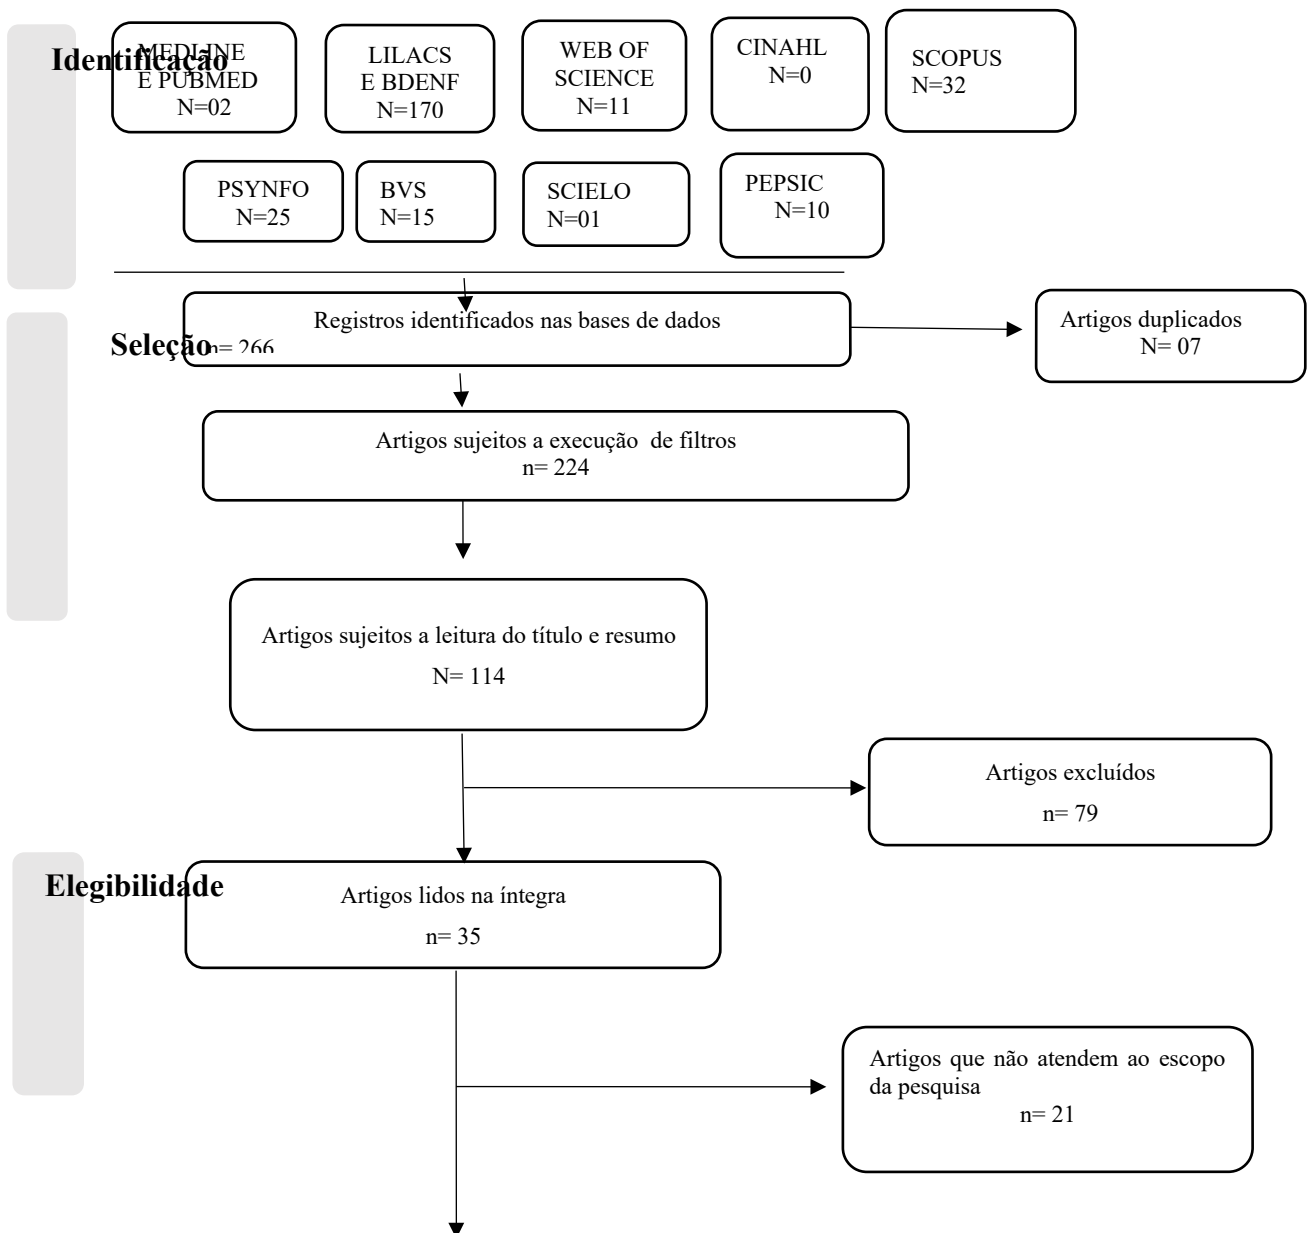 Identificação
MEDLINE
E PUBMED
N=02
LILACS
E BDENF
N=170
WEB OF
SCIENCE
N=11
CINAHL
N=0
SCOPUS
N=32
PSYNFO
N=25
BVS
N=15
SCIELO
N=01
PEPSIC
N=10
Seleção
Registros identificados nas bases de dados
n= 266
Artigos duplicados
N= 07
Artigos sujeitos a execução de filtros
n= 224
Artigos sujeitos a leitura do título e resumo
N= 114
Artigos excluídos
n= 79
Elegibilidade
Artigos lidos na íntegra
n= 35
Artigos que não atendem ao escopo
da pesquisa
n= 21